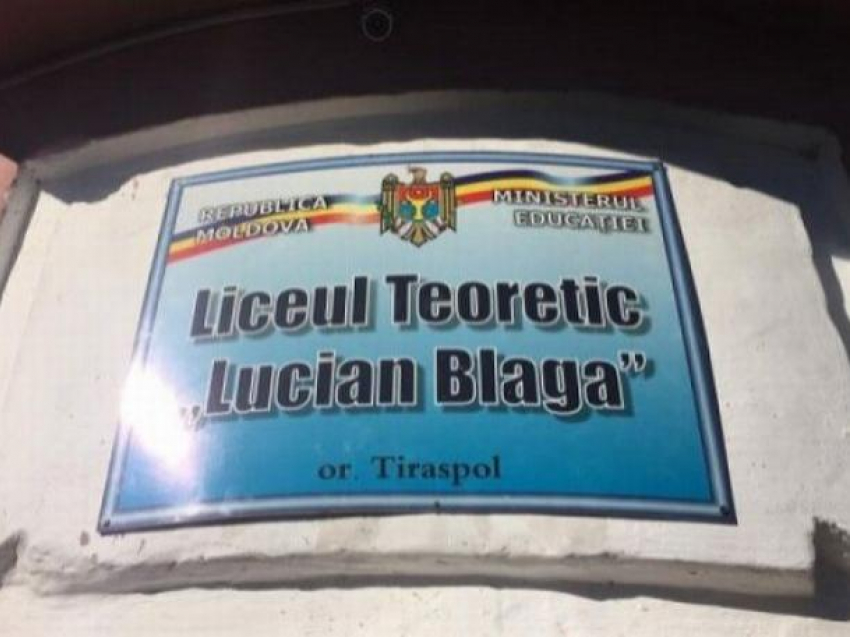 REPUBLICA MOLDOVA
MINISTERUL EDUCAȚIEI
Liceul Teoretic
„Lucian Blaga”
or. Tiraspol